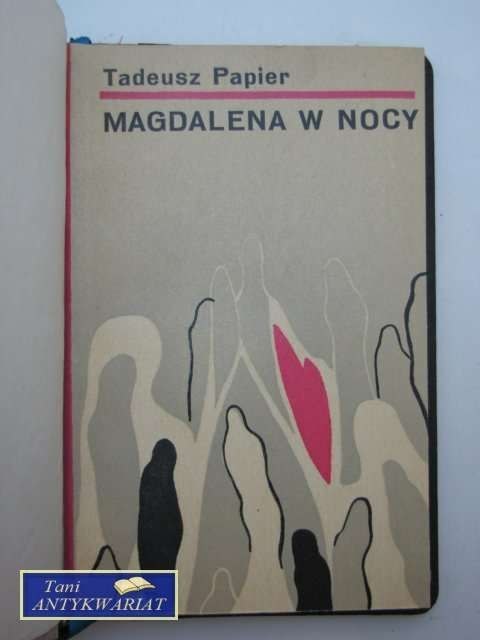 Tadeusz Papier
MAGDALENA W NOCY
Tani
ANTYKWARIAT